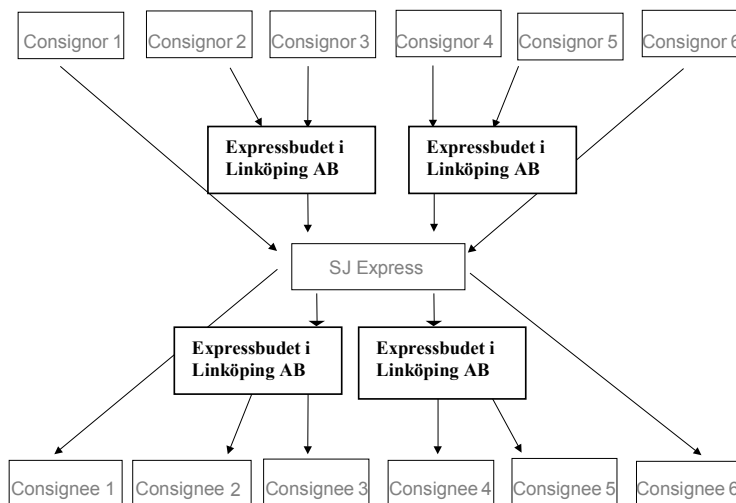 Consignor 1
Consignor 2
Consignor 3
Consignor 4
Consignor 5
Consignor 6
Expressbudet i
Linköping AB
Expressbudet i
Linköping AB
SJ Express
Expressbudet i
Linköping AB
Expressbudet i
Linköping AB
Consignee 1
Consignee 2
Consignee 3
Consignee 4
Consignee 5
Consignee 6